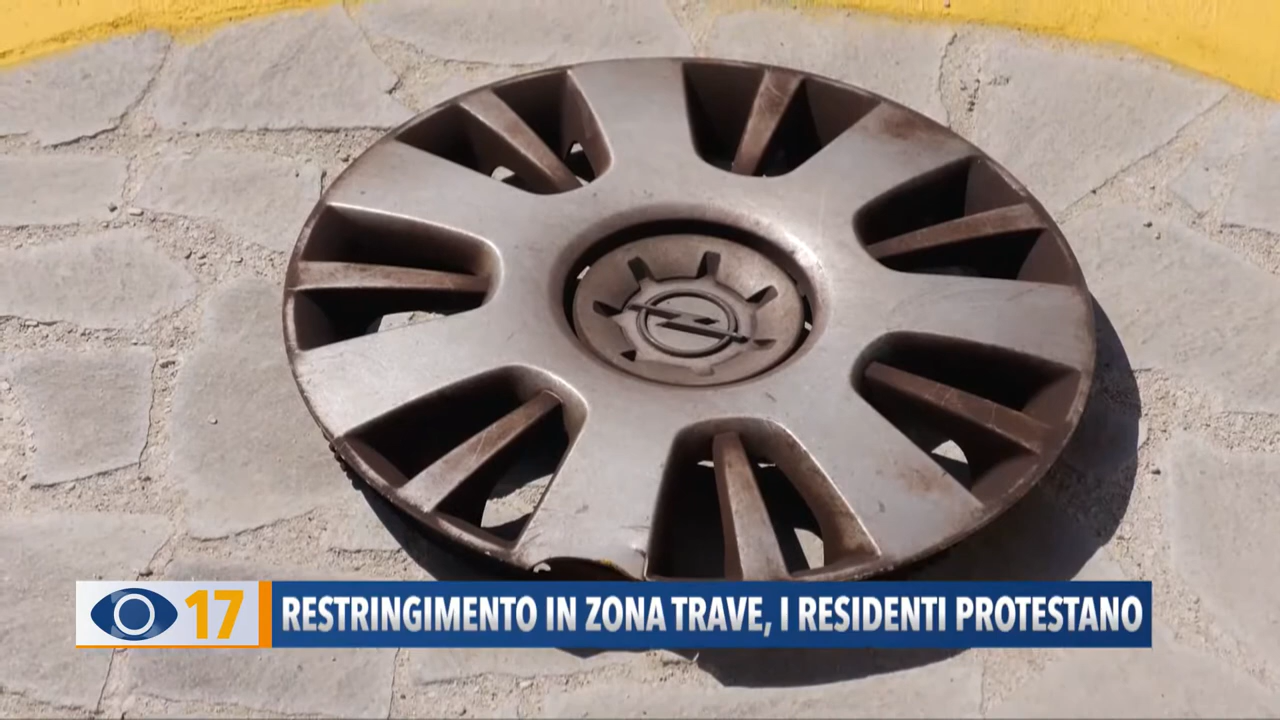 17 RESTRINGIMENTO IN ZONA TRAVE, I RESIDENTI PROTESTANO